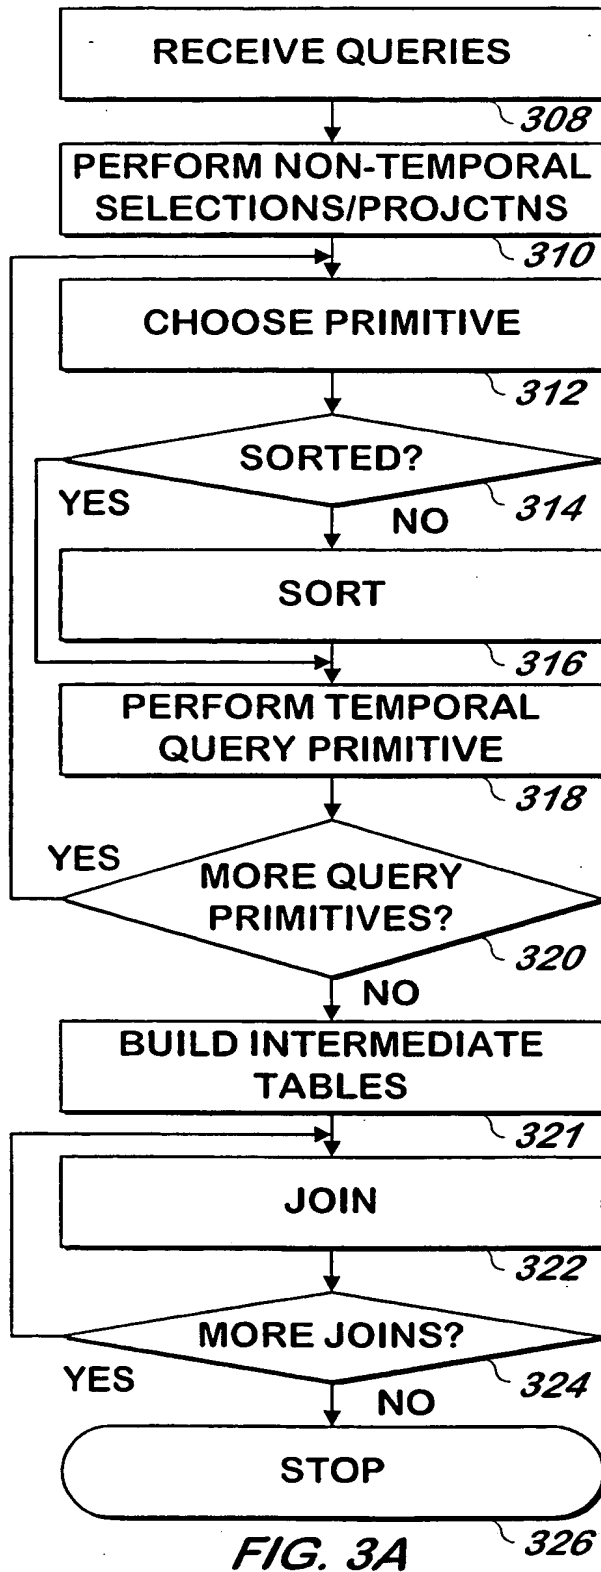 RECEIVE QUERIES
308
PERFORM NON-TEMPORAL
SELECTIONS/PROJCTNS
310
CHOOSE PRIMITIVE
312
SORTED?
314
YES
NO
SORT
316
PERFORM TEMPORAL
QUERY PRIMITIVE
318
YES
MORE QUERY
PRIMITIVES?
320
NO
BUILD INTERMEDIATE
TABLES
321
JOIN
322
MORE JOINS?
324
YES
NO
STOP
326
FIG. 3A